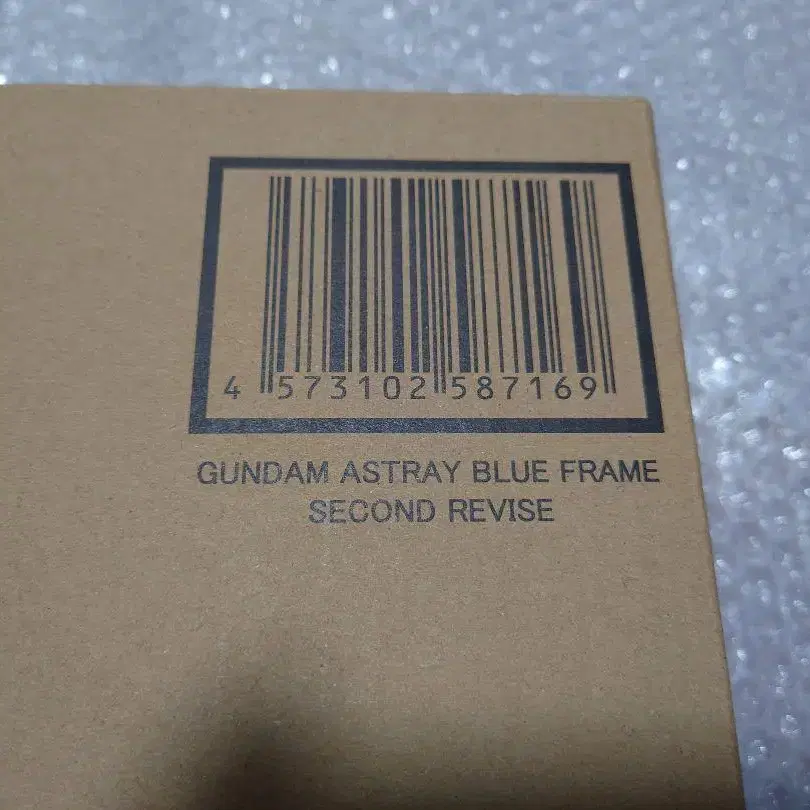 4 573102 587169
GUNDAM ASTRAY BLUE FRAME
SECOND REVISE